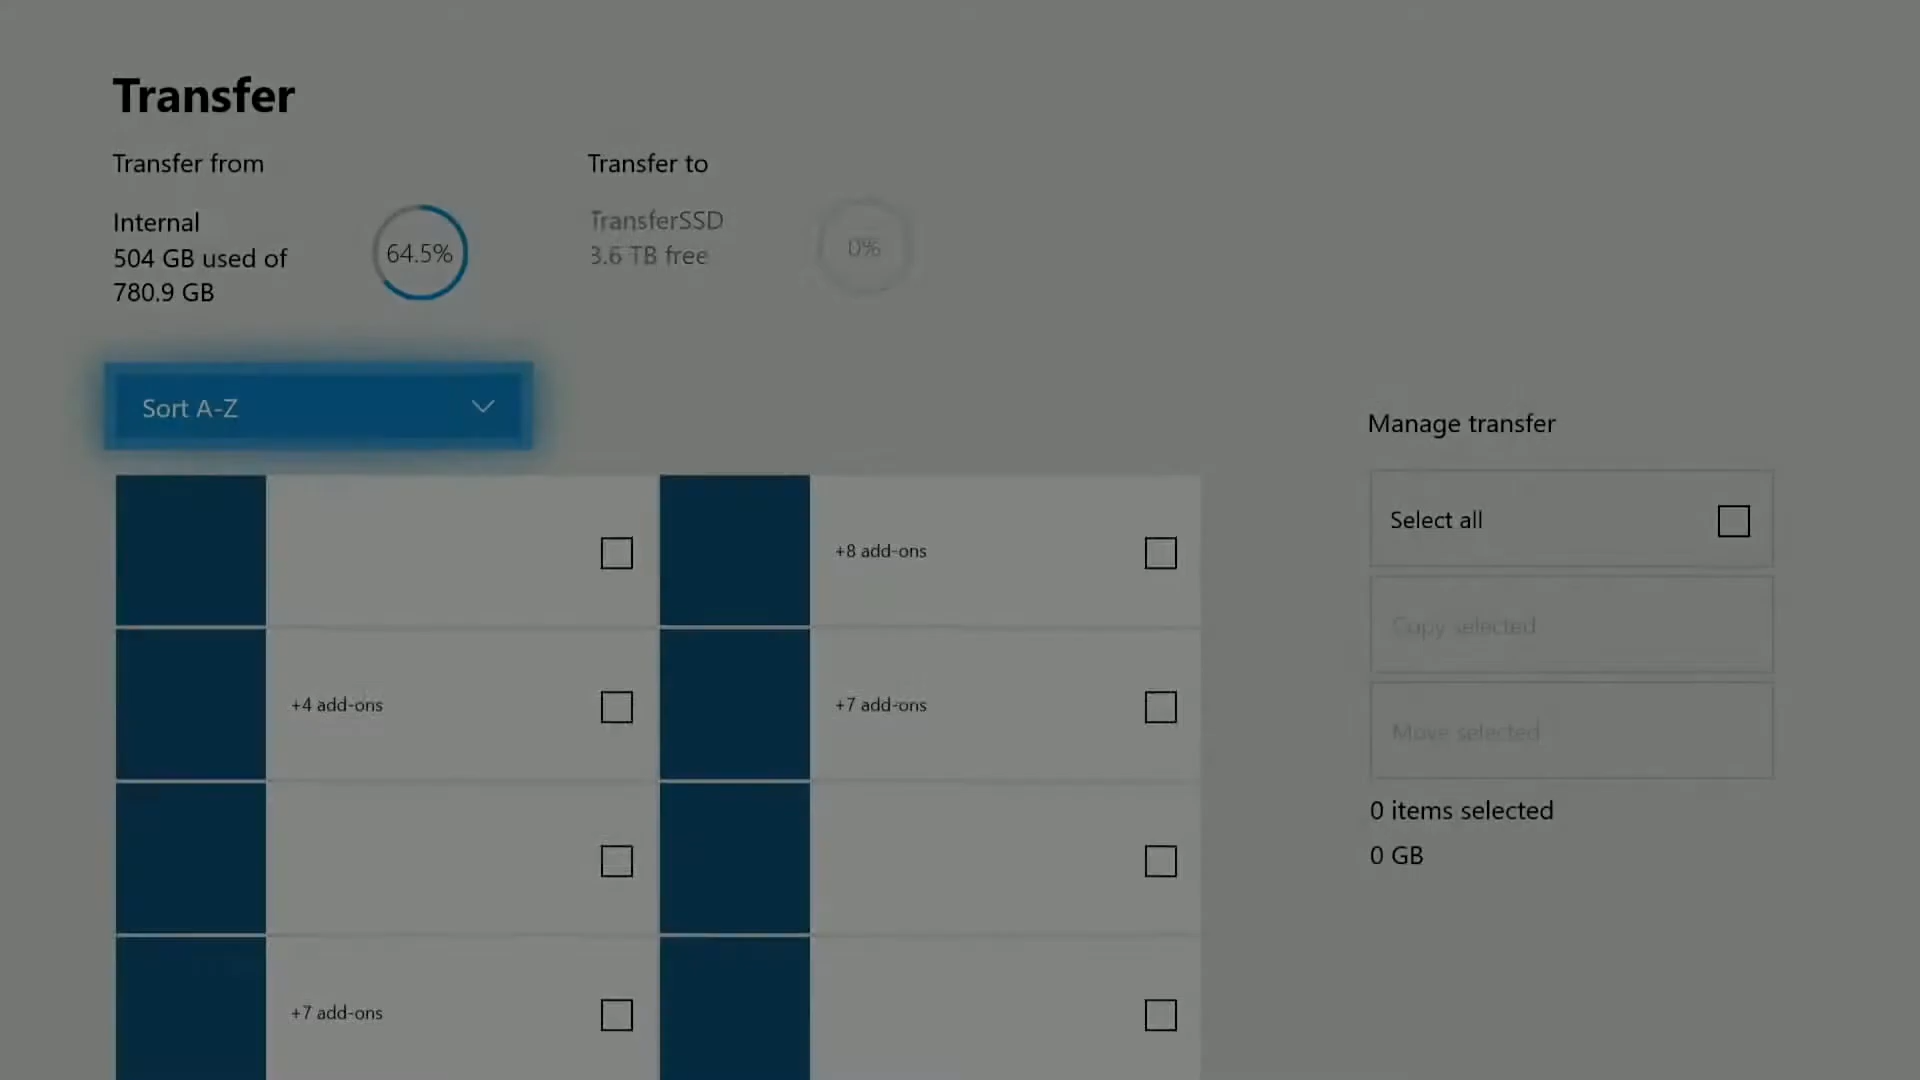 Transfer
Transfer from
Transfer to
Internal
504 GB used of
780.9 GB
64.5%
TransferSSD
3.6 TB free
0%
Sort A-Z
Manage transfer
Select all
Copy selected
Move selected
0 items selected
0 GB
+8 add-ons
+4 add-ons
+7 add-ons
+7 add-ons